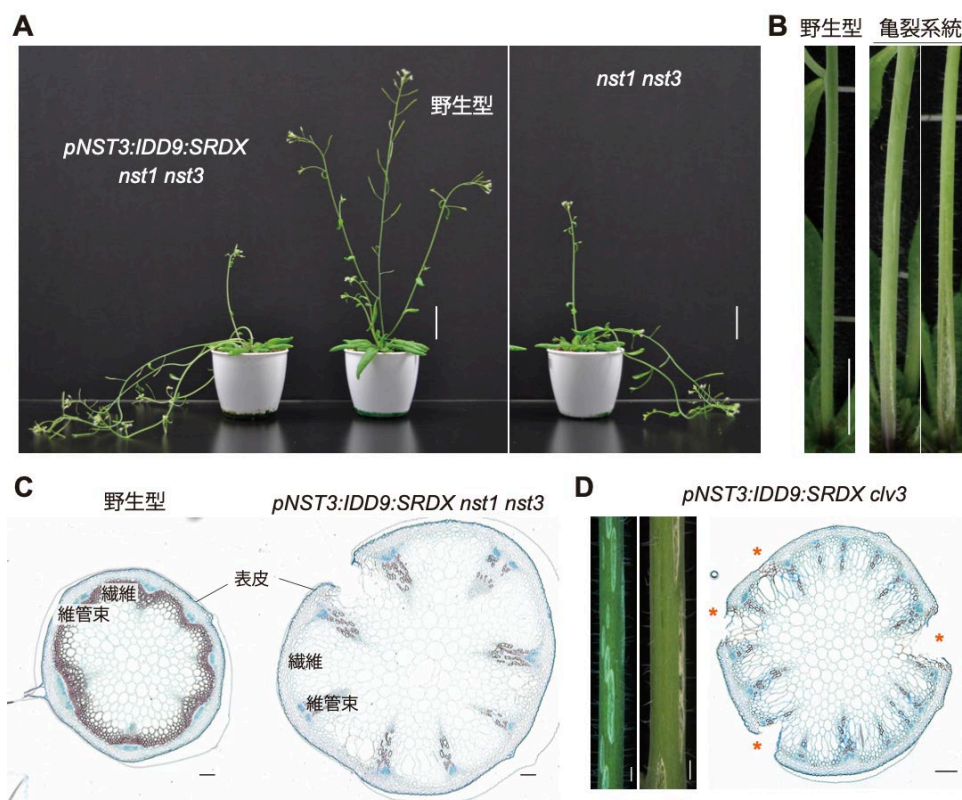 A
pNST3:IDD9:SRDX
nst1 nst3
野生型
nst1 nst3
B
野生型 亀裂系統
C
野生型
pNST3:IDD9:SRDX nst1 nst3
表皮
繊維
維管束
繊維
維管束
D
pNST3:IDD9:SRDX clv3
*
*
*
*